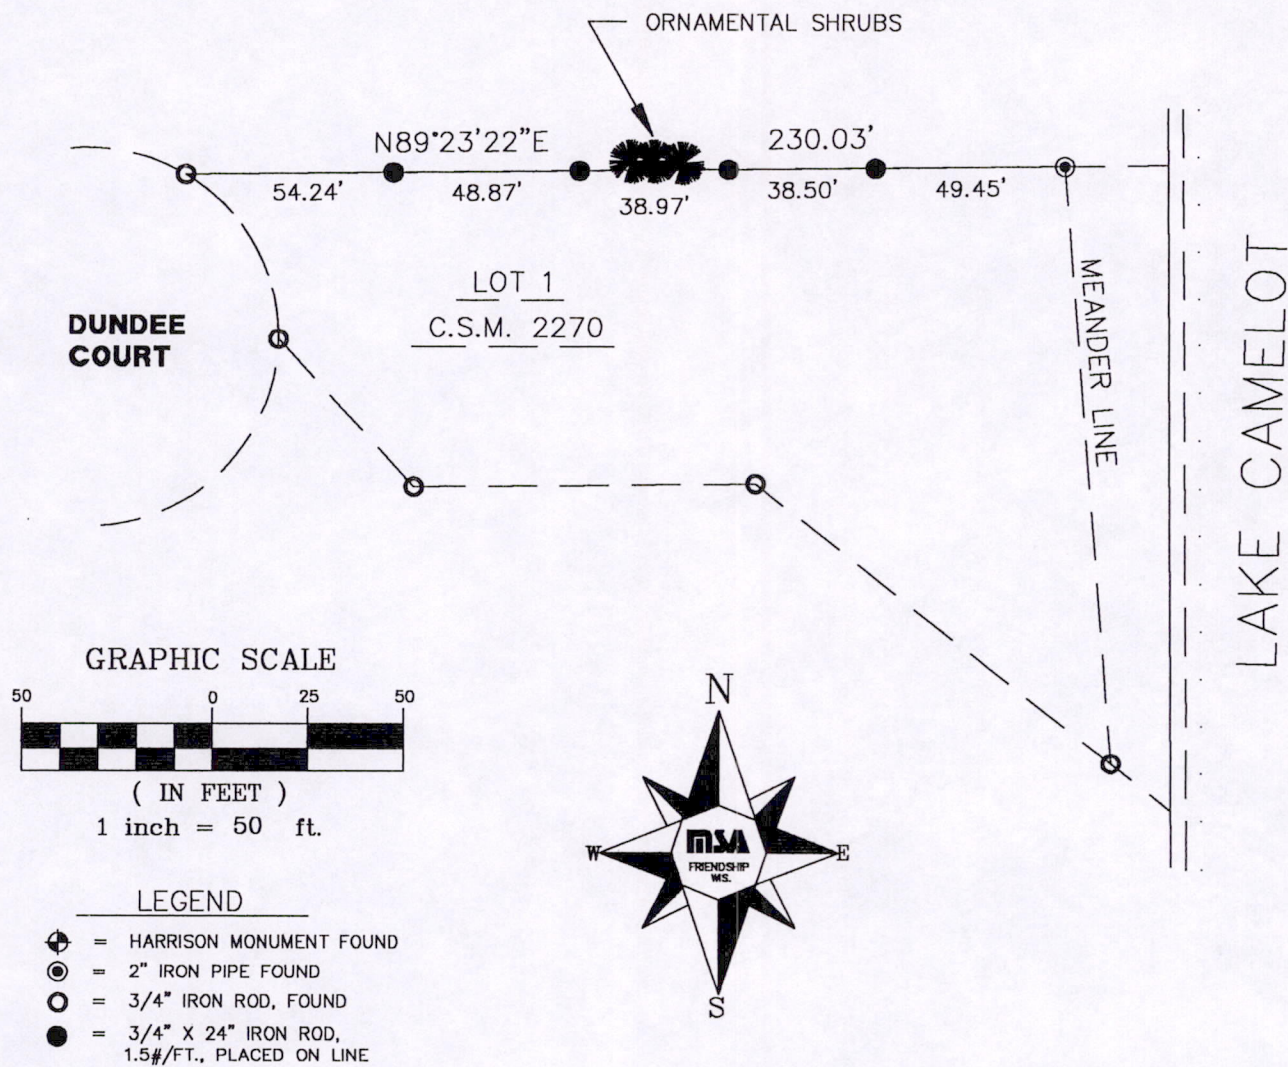 ORNAMENTAL SHRUBS
N89°23'22"E
230.03'
54.24'
48.87'
38.97'
38.50'
49.45'
LOT 1
C.S.M. 2270
DUNDEE
COURT
MEANDER LINE
LAKE CAMELOT
GRAPHIC SCALE
50 0 25 50
( IN FEET )
1 inch = 50 ft.
N
W
E
S
MSA
FRIENDSHIP
WIS.
LEGEND
= HARRISON MONUMENT FOUND
= 2" IRON PIPE FOUND
= 3/4" IRON ROD, FOUND
= 3/4" X 24" IRON ROD,
1.5#/FT., PLACED ON LINE